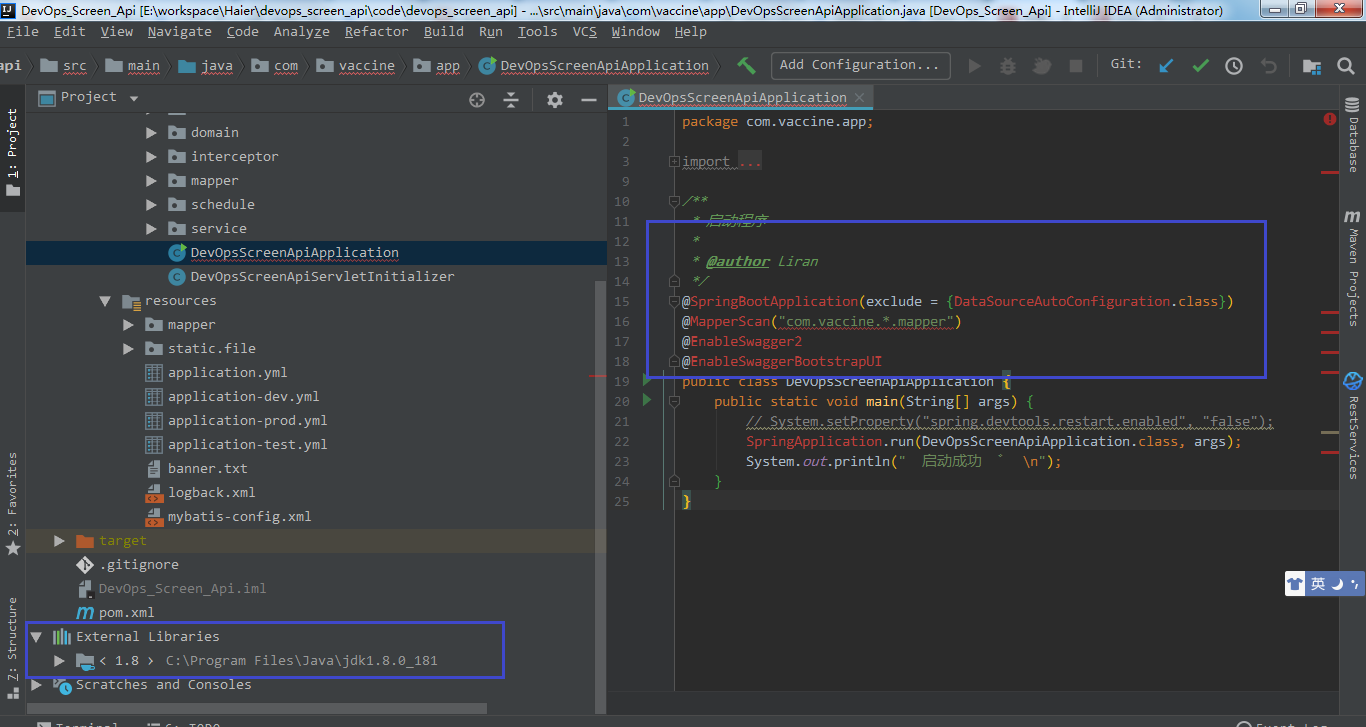 DevOps_Screen_Api [E:\workspace\Haier\devops_screen_api\code\devops_screen_api] - ...\src\main\java\com\vaccine\app\DevOpsScreenApiApplication.java [DevOps_Screen_Api] - IntelliJ IDEA (Administrator)
File Edit View Navigate Code Analyze Refactor Build Run Tools VCS Window Help
api src main java com vaccine app DevOpsScreenApiApplication Add Configuration... Git:
Project
DevOpsScreenApiApplication
1: Project
2: Favorites
Z: Structure
domain
interceptor
mapper
schedule
service
DevOpsScreenApiApplication
DevOpsScreenApiServletInitializer
resources
mapper
static.file
application.yml
application-dev.yml
application-prod.yml
application-test.yml
banner.txt
logback.xml
mybatis-config.xml
target
.gitignore
DevOps_Screen_Api.iml
pom.xml
External Libraries
< 1.8 > C:\Program Files\Java\jdk1.8.0_181
Scratches and Consoles
1 package com.vaccine.app;
2
3 import ...
9
10 /**
11 * 启动程序
12 *
13 * @author Liran
14 */
15 @SpringBootApplication(exclude = {DataSourceAutoConfiguration.class})
16 @MapperScan("com.vaccine.*.mapper")
17 @EnableSwagger2
18 @EnableSwaggerBootstrapUI
19 public class DevOpsScreenApiApplication {
20 public static void main(String[] args) {
21 // System.setProperty("spring.devtools.restart.enabled", "false");
22 SpringApplication.run(DevOpsScreenApiApplication.class, args);
23 System.out.println(" 启动成功 ゛ \n");
24 }
25 }
Database
Maven Projects
RestServices
英
Terminal 6: TODO Event Log